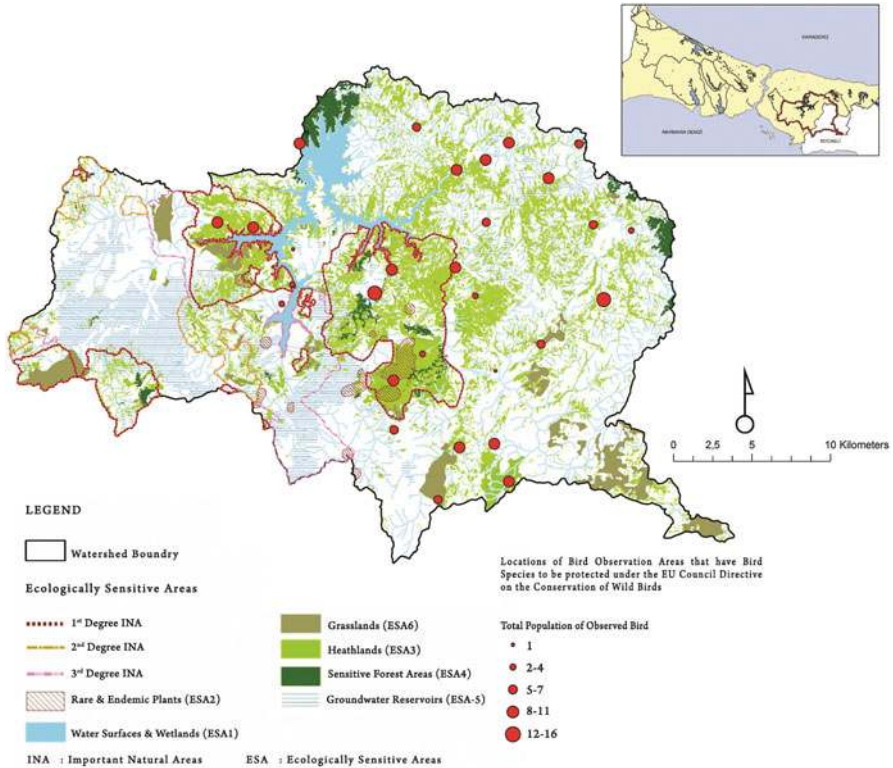 KARADENİZ
MARMARA DENİZİ
KOCAELİ
0 2,5 5 10 Kilometers
LEGEND
Watershed Boundry
Ecologically Sensitive Areas
1st Degree INA
2nd Degree INA
3rd Degree INA
Rare & Endemic Plants (ESA2)
Water Surfaces & Wetlands (ESA1)
Grasslands (ESA6)
Heathlands (ESA3)
Sensitive Forest Areas (ESA4)
Groundwater Reservoirs (ESA-5)
INA : Important Natural Areas ESA : Ecologically Sensitive Areas
Locations of Bird Observation Areas that have Bird
Species to be protected under the EU Council Directive
on the Conservation of Wild Birds
Total Population of Observed Bird
1
2-4
5-7
8-11
12-16